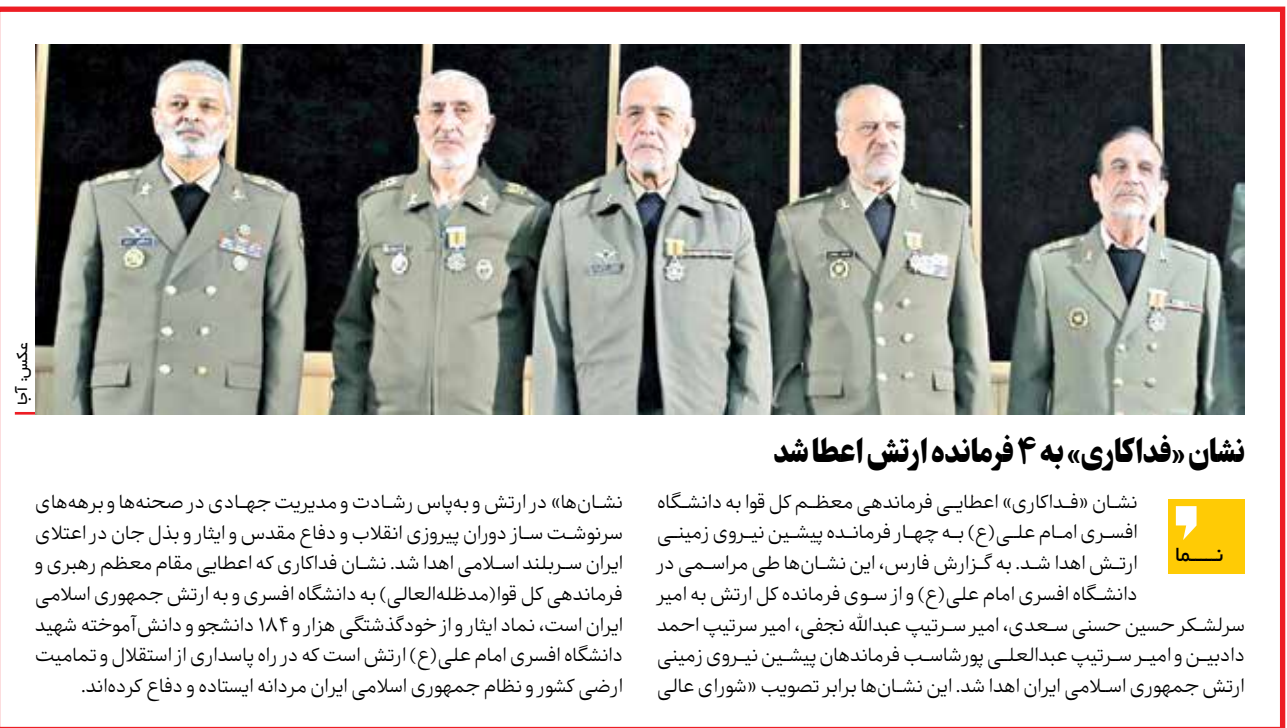 عکس: آجا
نشان «فداکاری» به ۴ فرمانده ارتش اعطا شد
نــما
نشان «فداکاری» اعطایی فرماندهی معظم کل قوا به دانشگاه
افسری امام علی(ع) به چهار فرمانده پیشین نیروی زمینی
ارتش اهدا شد. به گزارش فارس، این نشان‌ها طی مراسمی در
دانشگاه افسری امام علی(ع) و از سوی فرمانده کل ارتش به امیر
سرلشکر حسین حسنی سعدی، امیر سرتیپ عبدالله نجفی، امیر سرتیپ احمد
دادبین و امیر سرتیپ عبدالعلی پورشاسب فرماندهان پیشین نیروی زمینی
ارتش جمهوری اسلامی ایران اهدا شد. این نشان‌ها برابر تصویب «شورای عالی
نشان‌ها» در ارتش و به‌پاس رشادت و مدیریت جهادی در صحنه‌ها و برهه‌های
سرنوشت ساز دوران پیروزی انقلاب و دفاع مقدس و ایثار و بذل جان در اعتلای
ایران سربلند اسلامی اهدا شد. نشان فداکاری که اعطایی مقام معظم رهبری و
فرماندهی کل قوا(مدظله‌العالی) به دانشگاه افسری و به ارتش جمهوری اسلامی
ایران است، نماد ایثار و از خودگذشتگی هزار و ۱۸۴ دانشجو و دانش‌آموخته شهید
دانشگاه افسری امام علی(ع) ارتش است که در راه پاسداری از استقلال و تمامیت
ارضی کشور و نظام جمهوری اسلامی ایران مردانه ایستاده و دفاع کرده‌اند.